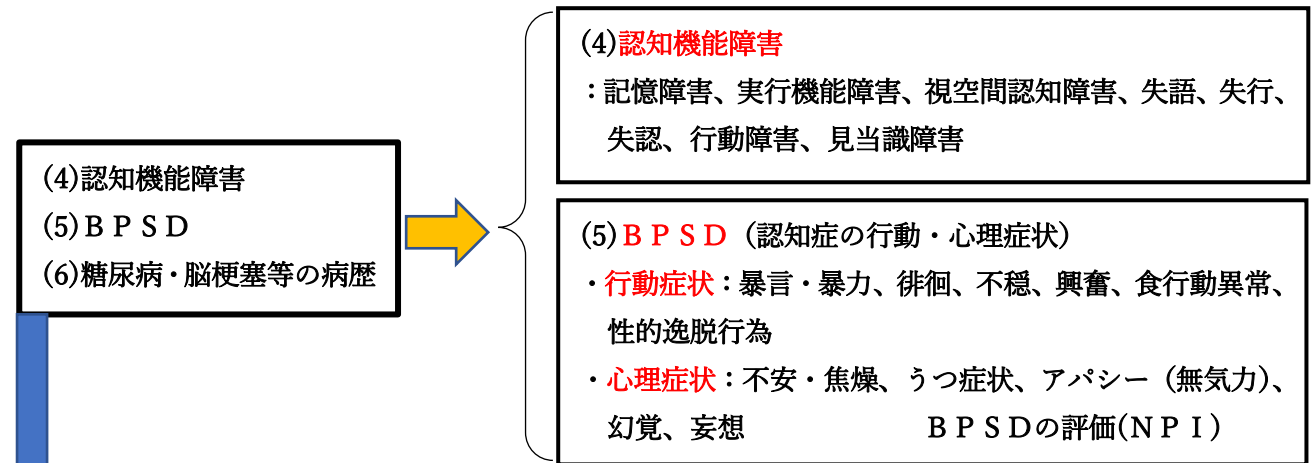 (4)認知機能障害
(5)ＢＰＳＤ
(6)糖尿病・脳梗塞等の病歴
(4)認知機能障害
：記憶障害、実行機能障害、視空間認知障害、失語、失行、
失認、行動障害、見当識障害
(5)ＢＰＳＤ（認知症の行動・心理症状）
・行動症状：暴言・暴力、徘徊、不穏、興奮、食行動異常、
性的逸脱行為
・心理症状：不安・焦燥、うつ症状、アパシー（無気力）、
幻覚、妄想　　　　　　ＢＰＳＤの評価(ＮＰＩ)